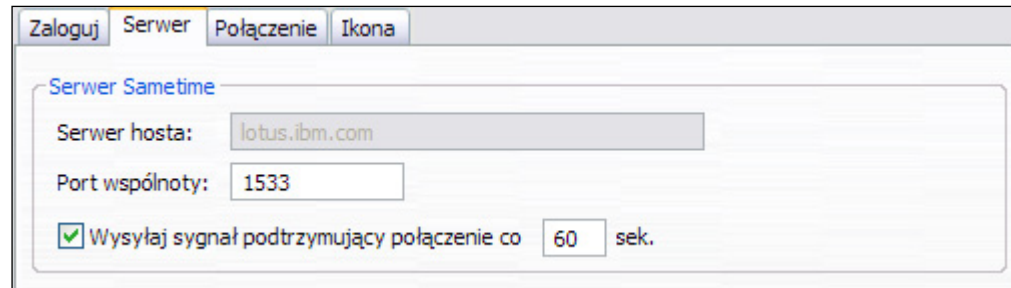 Zaloguj Serwer Połączenie Ikona
Serwer Sametime
Serwer hosta: lotus.ibm.com
Port wspólnoty: 1533
Wysyłaj sygnał podtrzymujący połączenie co 60 sek.